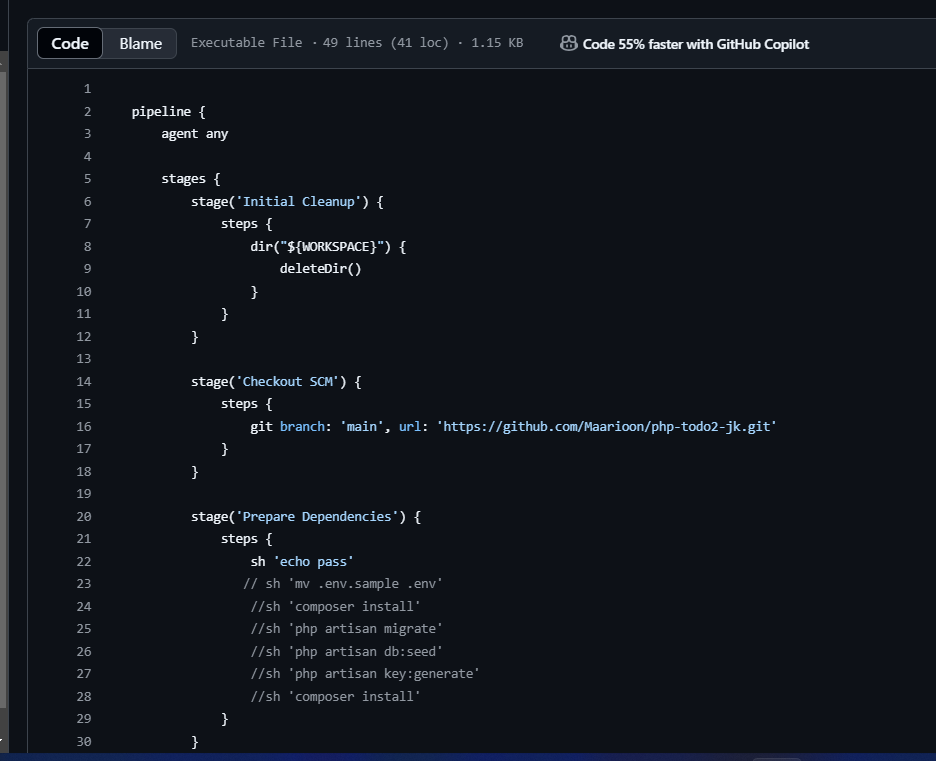 Code Blame Executable File · 49 lines (41 loc) · 1.15 KB Code 55% faster with GitHub Copilot
1
2 pipeline {
3     agent any
4
5     stages {
6         stage('Initial Cleanup') {
7             steps {
8                 dir("${WORKSPACE}") {
9                     deleteDir()
10                 }
11             }
12         }
13
14         stage('Checkout SCM') {
15             steps {
16                 git branch: 'main', url: 'https://github.com/Maarioon/php-todo2-jk.git'
17             }
18         }
19
20         stage('Prepare Dependencies') {
21             steps {
22                 sh 'echo pass'
23                // sh 'mv .env.sample .env'
24                 //sh 'composer install'
25                 //sh 'php artisan migrate'
26                 //sh 'php artisan db:seed'
27                 //sh 'php artisan key:generate'
28                 //sh 'composer install'
29             }
30         }